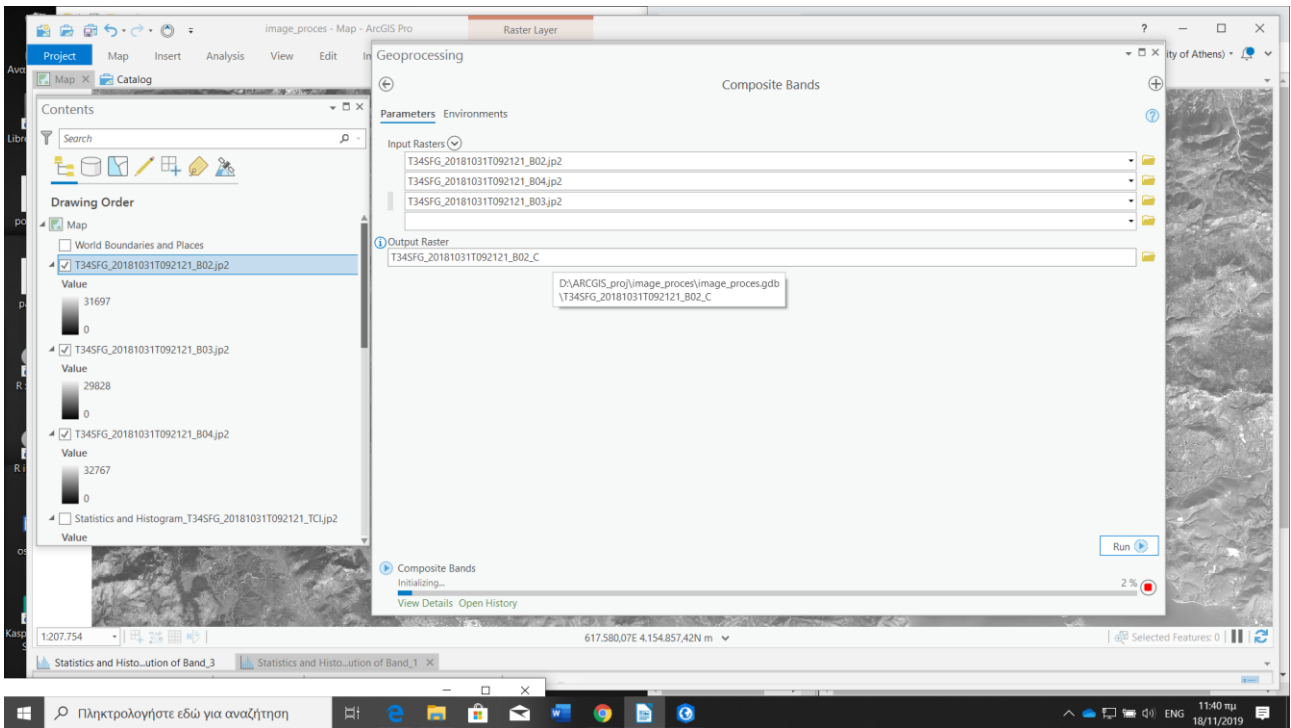 image_proces - Map - ArcGIS Pro
Raster Layer
?
Project Map Insert Analysis View Edit In
ity of Athens)
Map Catalog
Contents
Search
Drawing Order
Map
World Boundaries and Places
T34SFG_20181031T092121_B02.jp2
Value
31697
0
T34SFG_20181031T092121_B03.jp2
Value
29828
0
T34SFG_20181031T092121_B04.jp2
Value
32767
0
Statistics and Histogram_T34SFG_20181031T092121_TCI.jp2
Value
Geoprocessing
Composite Bands
Parameters Environments
Input Rasters
T34SFG_20181031T092121_B02.jp2
T34SFG_20181031T092121_B04.jp2
T34SFG_20181031T092121_B03.jp2
Output Raster
T34SFG_20181031T092121_B02_C
D:\ARCGIS_proj\image_proces\image_proces.gdb
\T34SFG_20181031T092121_B02_C
Run
Composite Bands
Initializing...
2 %
View Details Open History
1:207.754
617.580,07E 4.154.857,42N m
Selected Features: 0
Statistics and Histo...ution of Band_3 Statistics and Histo...ution of Band_1
Πληκτρολογήστε εδώ για αναζήτηση
ENG
11:40 πμ
18/11/2019